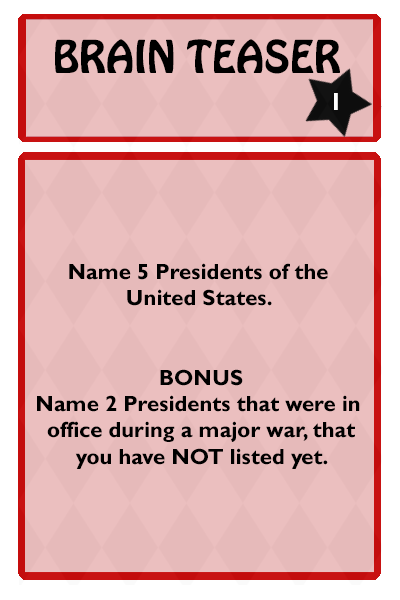 BRAIN TEASER
1
Name 5 Presidents of the
United States.
BONUS
Name 2 Presidents that were in
office during a major war, that
you have NOT listed yet.